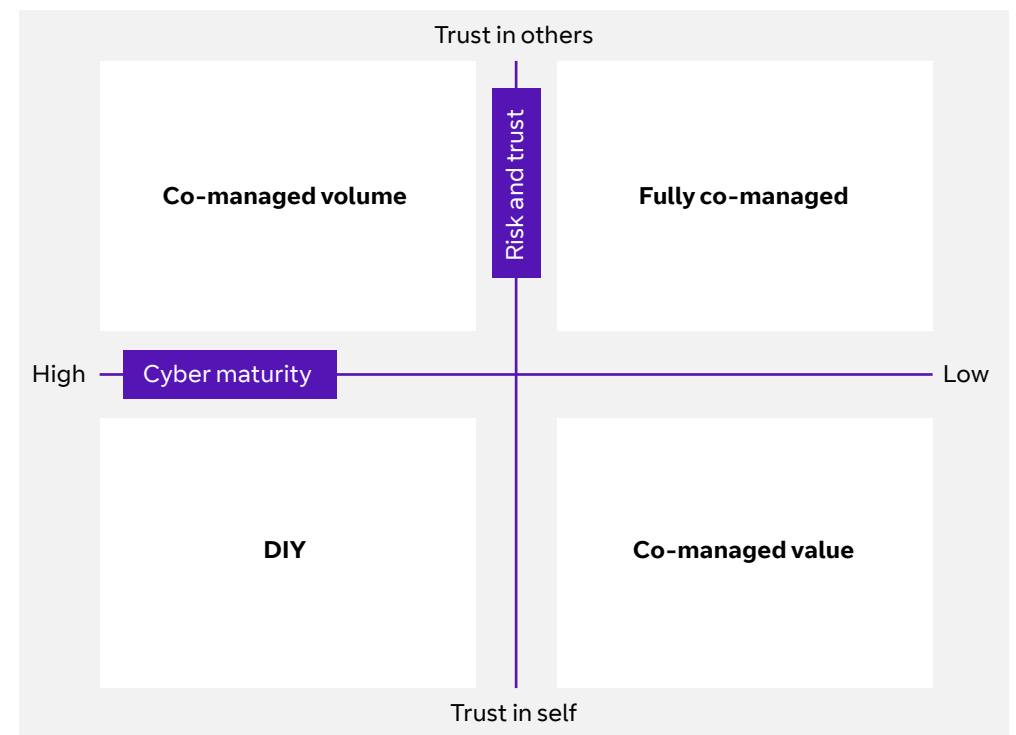 Trust in others
Risk and trust
Co-managed volume
Fully co-managed
High
Cyber maturity
Low
DIY
Co-managed value
Trust in self